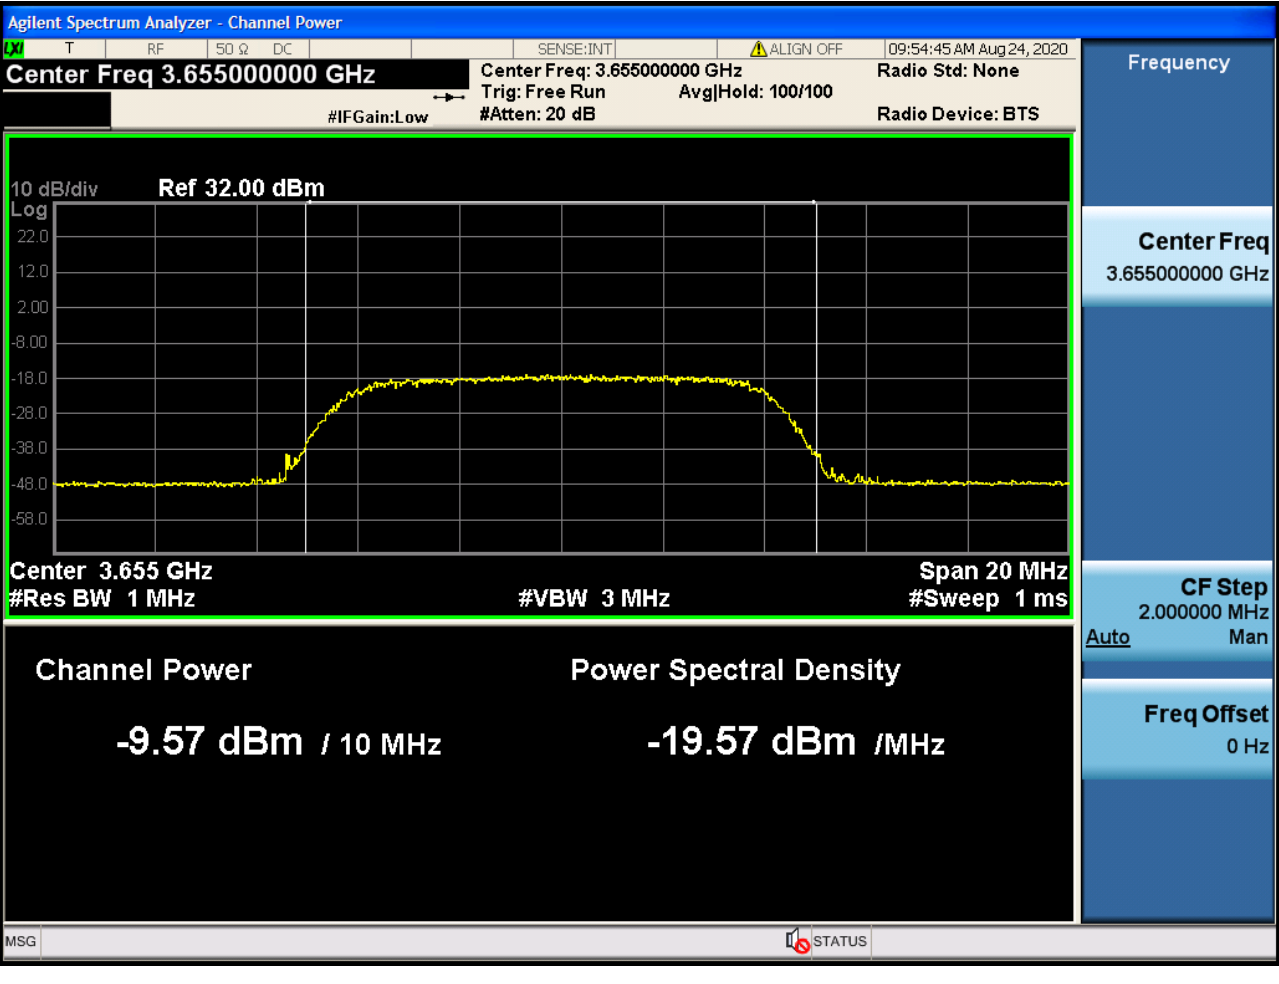 Agilent Spectrum Analyzer - Channel Power
LXI T RF 50 Ω DC SENSE:INT ALIGN OFF 09:54:45 AM Aug 24, 2020
Center Freq 3.655000000 GHz
Center Freq: 3.655000000 GHz
Radio Std: None
Trig: Free Run Avg|Hold: 100/100
#IFGain:Low
#Atten: 20 dB
Radio Device: BTS
10 dB/div Ref 32.00 dBm
Log
22.0
12.0
2.00
-8.00
-18.0
-28.0
-38.0
-48.0
-58.0
Center 3.655 GHz Span 20 MHz
#Res BW 1 MHz #VBW 3 MHz #Sweep 1 ms
Channel Power Power Spectral Density
-9.57 dBm / 10 MHz -19.57 dBm /MHz
MSG STATUS
Frequency
Center Freq
3.655000000 GHz
CF Step
2.000000 MHz
Auto Man
Freq Offset
0 Hz